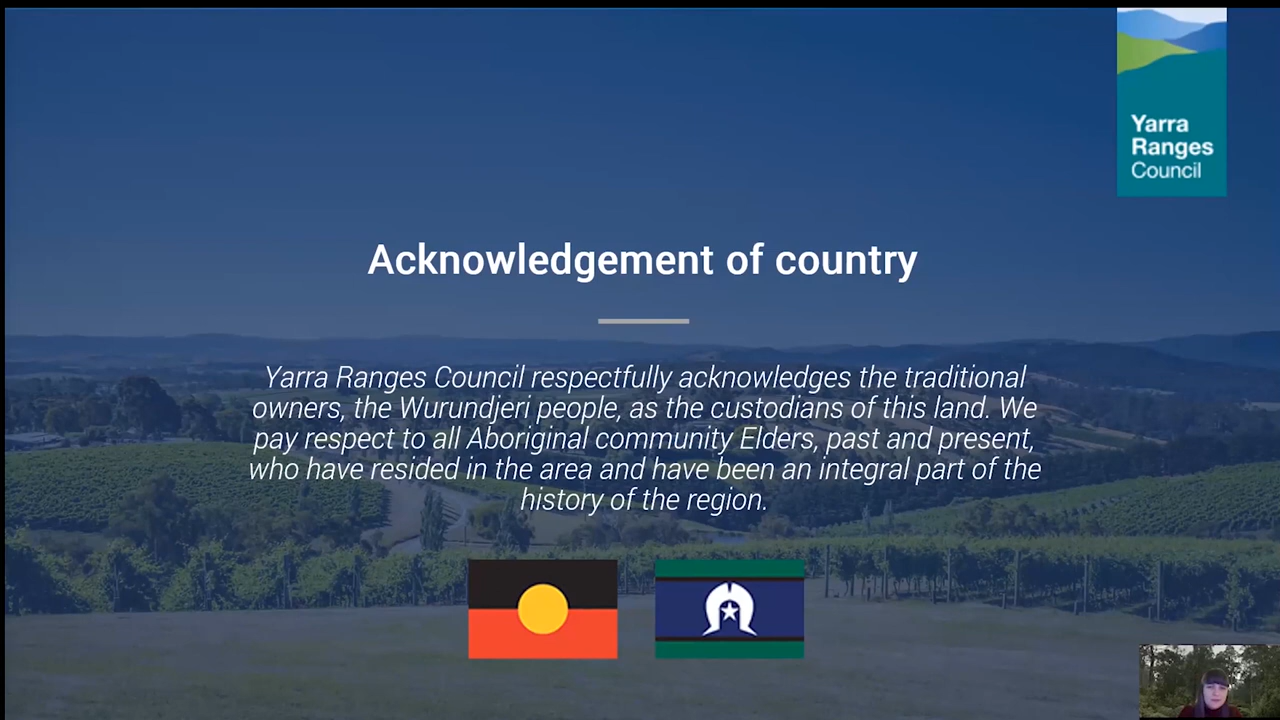 Yarra
Ranges
Council
Acknowledgement of country
Yarra Ranges Council respectfully acknowledges the traditional
owners, the Wurundjeri people, as the custodians of this land. We
pay respect to all Aboriginal community Elders, past and present,
who have resided in the area and have been an integral part of the
history of the region.